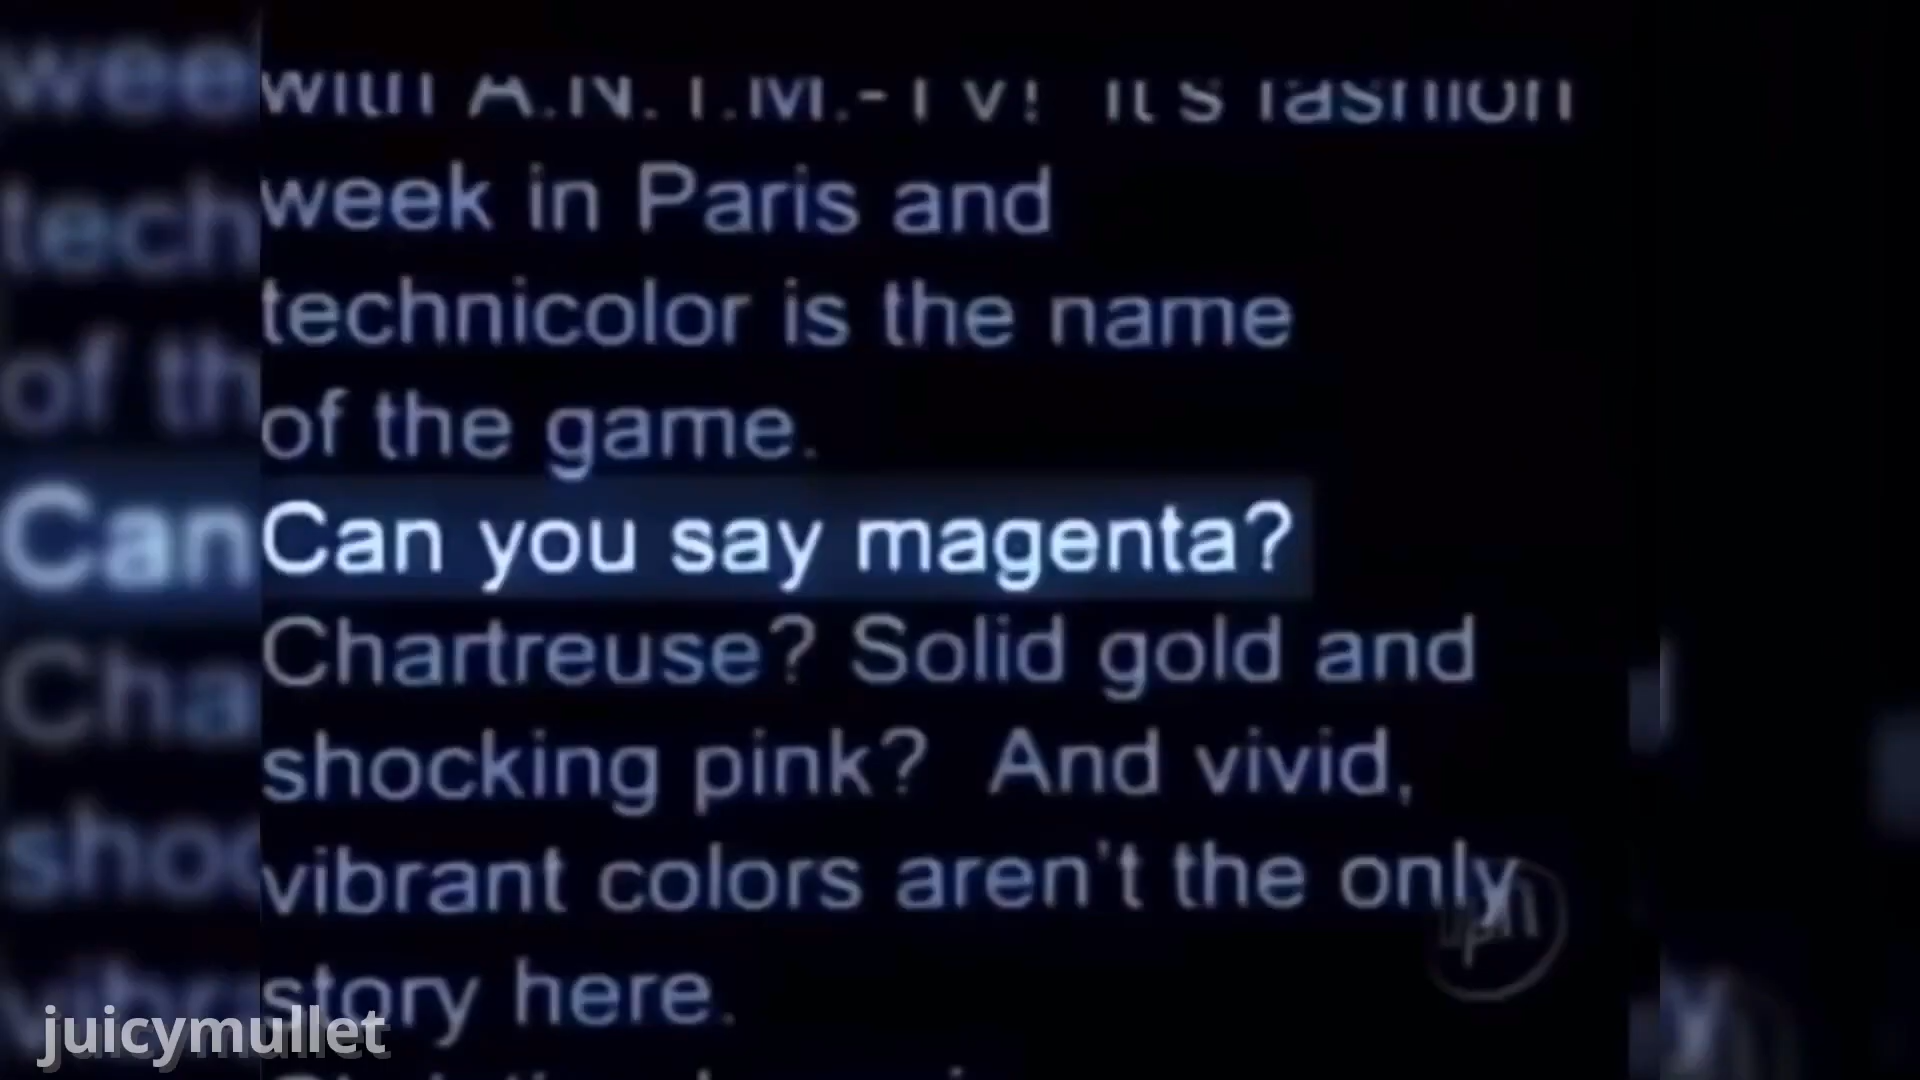 with A.N.T.M.-TV! It's fashion
week in Paris and
technicolor is the name
of the game.
Can you say magenta?
Chartreuse? Solid gold and
shocking pink? And vivid,
vibrant colors aren't the only
story here.
upn
juicymullet